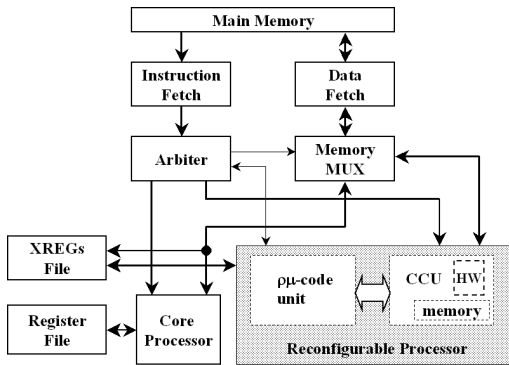 Main Memory
Instruction
Fetch
Data
Fetch
Arbiter
Memory
MUX
XREGs
File
Register
File
Core
Processor
ρμ-code
unit
CCU
HW
memory
Reconfigurable Processor